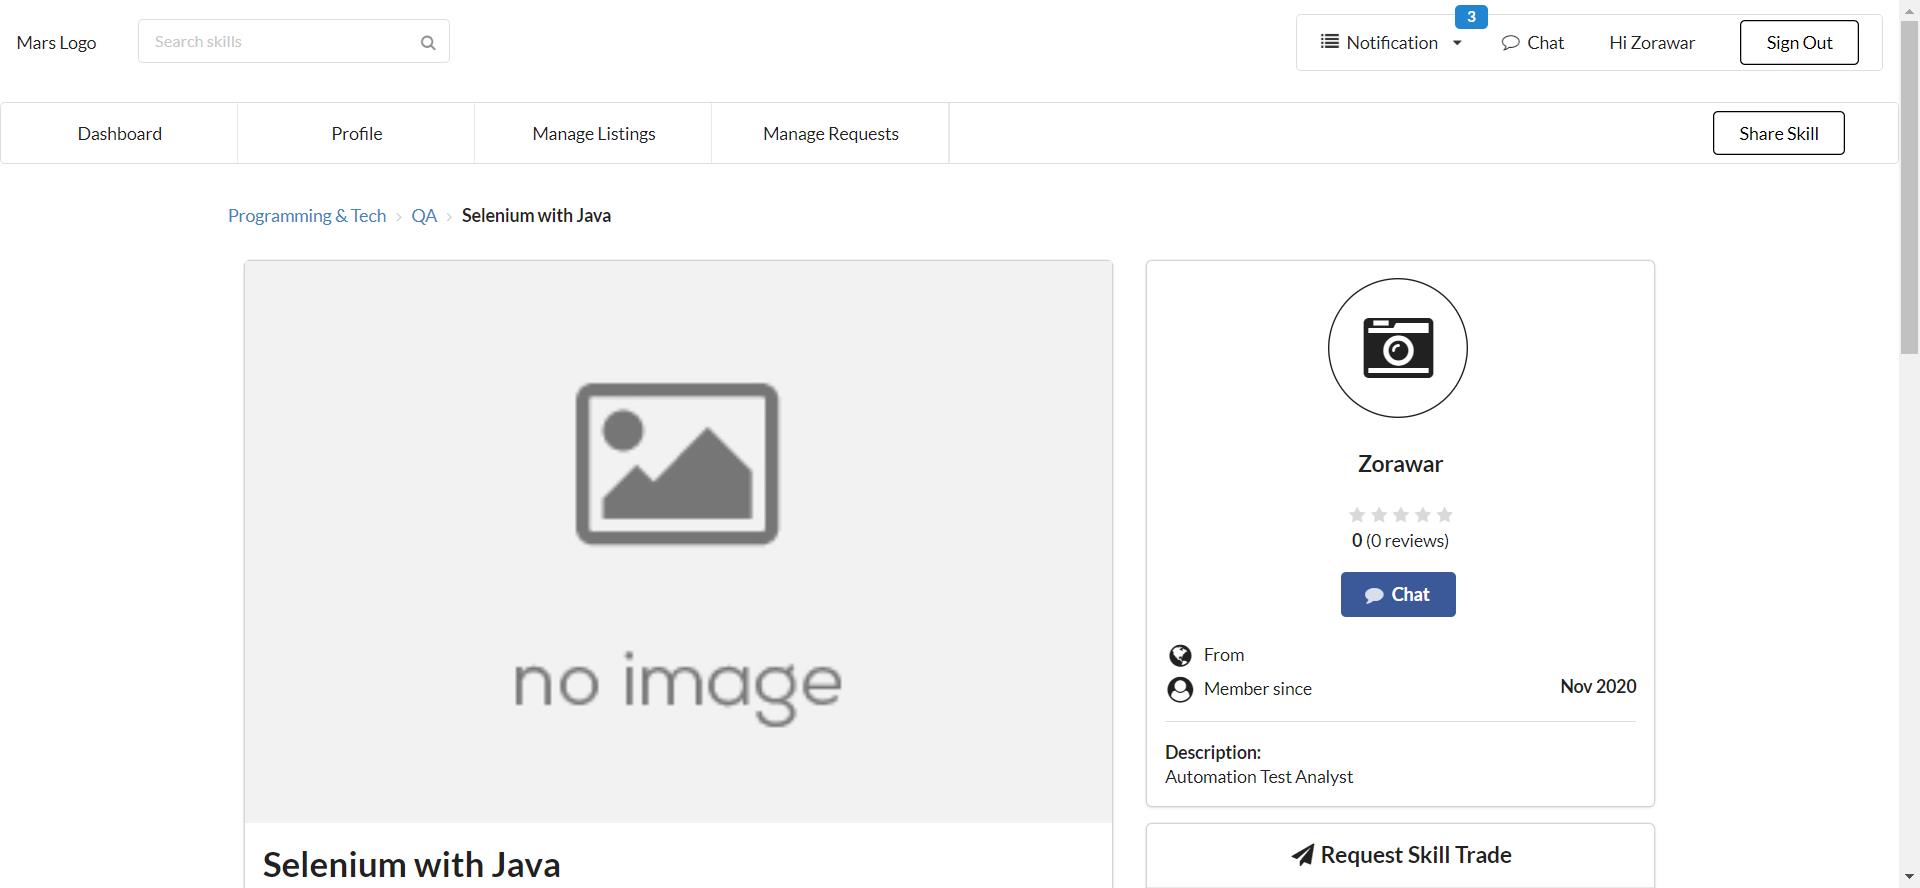 Mars Logo
Search skills
3
Notification
Chat
Hi Zorawar
Sign Out
Dashboard
Profile
Manage Listings
Manage Requests
Share Skill
Programming & Tech › QA › Selenium with Java
no image
Selenium with Java
Zorawar
0 (0 reviews)
Chat
From
Member since Nov 2020
Description:
Automation Test Analyst
Request Skill Trade